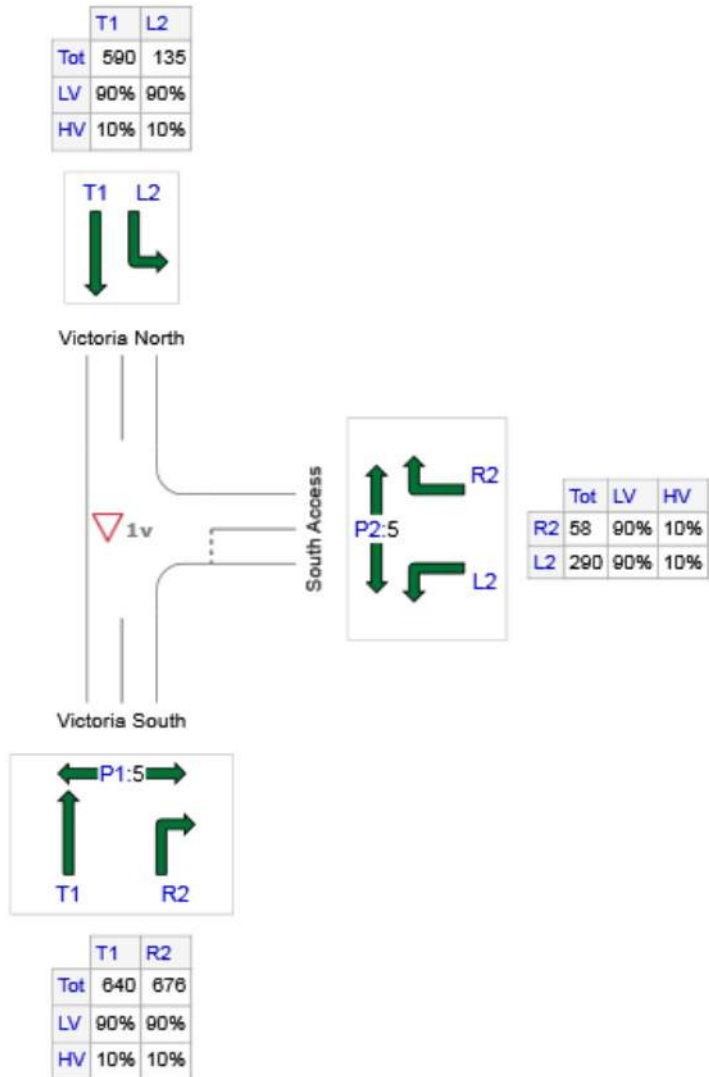 T1 L2
Tot 590 135
LV 90% 90%
HV 10% 10%
T1 L2
Victoria North
1v
South Access
P2:5
R2
L2
Tot LV HV
R2 58 90% 10%
L2 290 90% 10%
Victoria South
P1:5
T1 R2
T1 R2
Tot 640 676
LV 90% 90%
HV 10% 10%